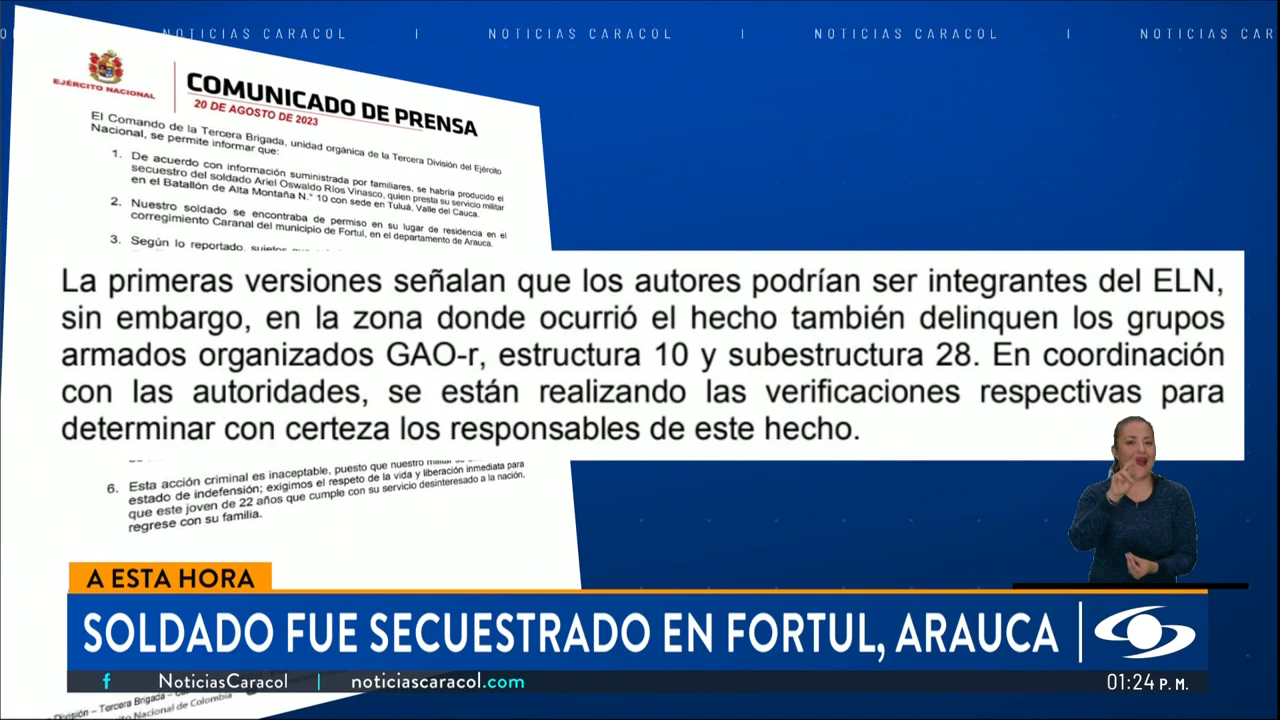 NOTICIAS CARACOL | NOTICIAS CARACOL | NOTICIAS CARACOL | NOTICIAS CAR
EJÉRCITO NACIONAL
COMUNICADO DE PRENSA
20 DE AGOSTO DE 2023
El Comando de la Tercera Brigada, unidad orgánica de la Tercera División del Ejército
Nacional, se permite informar que:
1. De acuerdo con información suministrada por familiares, se habría producido el
secuestro del soldado Ariel Oswaldo Ríos Vinasco, quien presta su servicio militar
en el Batallón de Alta Montaña N.° 10 con sede en Tuluá, Valle del Cauca.
2. Nuestro soldado se encontraba de permiso en su lugar de residencia en el
corregimiento Caranal del municipio de Fortul, en el departamento de Arauca.
3. Según lo reportado, sujetos
La primeras versiones señalan que los autores podrían ser integrantes del ELN,
sin embargo, en la zona donde ocurrió el hecho también delinquen los grupos
armados organizados GAO-r, estructura 10 y subestructura 28. En coordinación
con las autoridades, se están realizando las verificaciones respectivas para
determinar con certeza los responsables de este hecho.
6. Esta acción criminal es inaceptable, puesto que nuestro militar se
estado de indefensión; exigimos el respeto de la vida y liberación inmediata para
que este joven de 22 años que cumple con su servicio desinteresado a la nación,
regrese con su familia.
A ESTA HORA
SOLDADO FUE SECUESTRADO EN FORTUL, ARAUCA
f NoticiasCaracol | noticiascaracol.com
01:24 P.M.
División – Tercera Brigada –
Nacional de Colombia